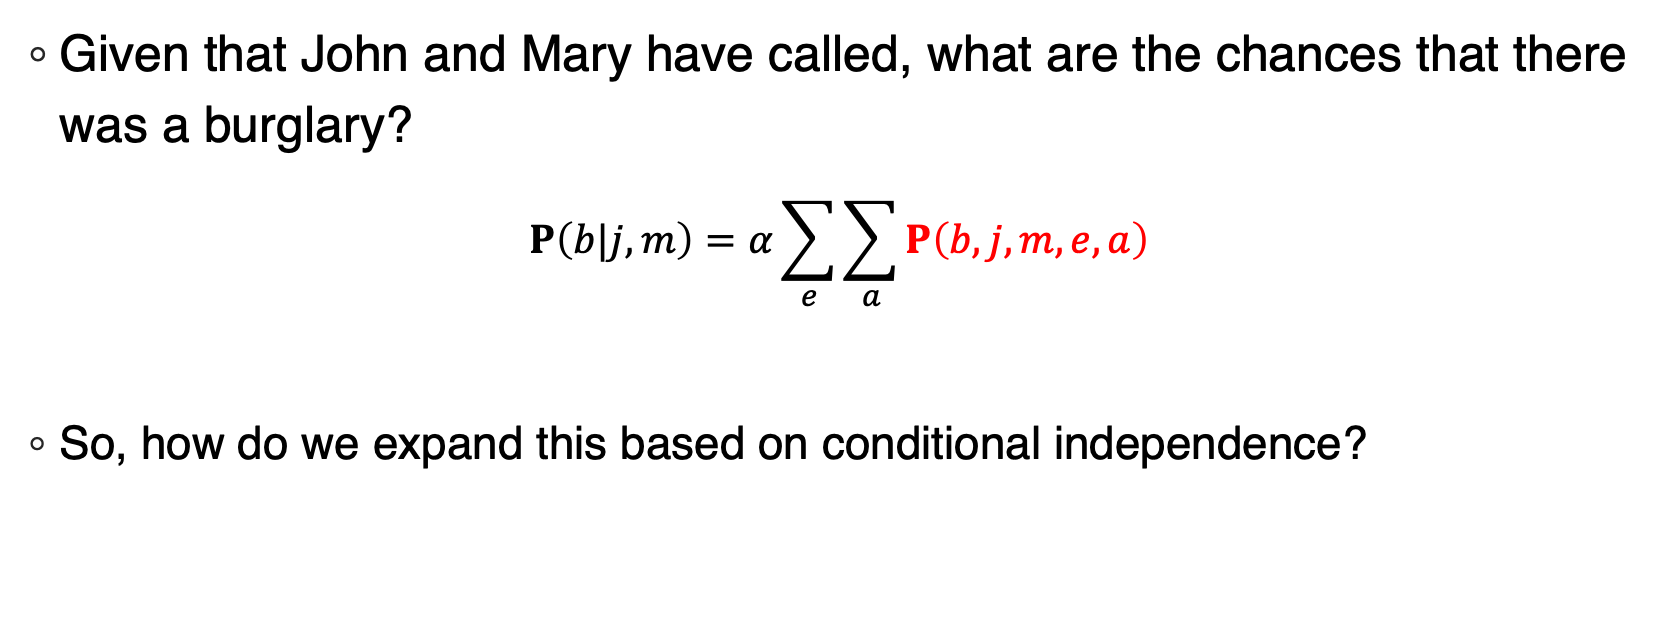 ◦ Given that John and Mary have called, what are the chances that there
was a burglary?
𝐏(𝑏|𝑗, 𝑚) = 𝛼 ∑ ∑ 𝐏(𝑏, 𝑗, 𝑚, 𝑒, 𝑎)
𝑒 𝑎
◦ So, how do we expand this based on conditional independence?